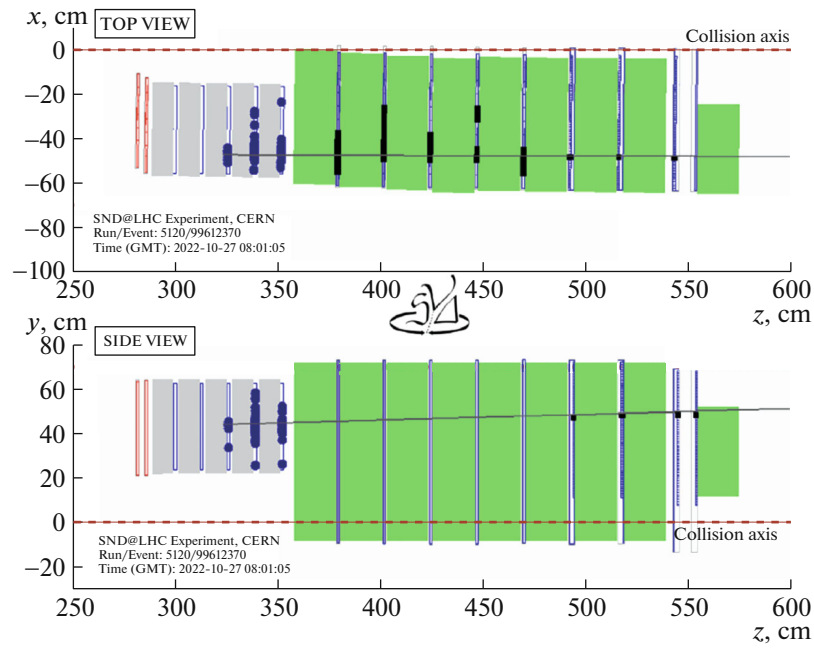 x, cm
TOP VIEW
Collision axis
0
−20
−40
−60
−80
−100
SND@LHC Experiment, CERN
Run/Event: 5120/99612370
Time (GMT): 2022-10-27 08:01:05
250 300 350 400 450 500 550 600
z, cm
y, cm
SIDE VIEW
80
60
40
20
0
−20
Collision axis
SND@LHC Experiment, CERN
Run/Event: 5120/99612370
Time (GMT): 2022-10-27 08:01:05
250 300 350 400 450 500 550 600
z, cm